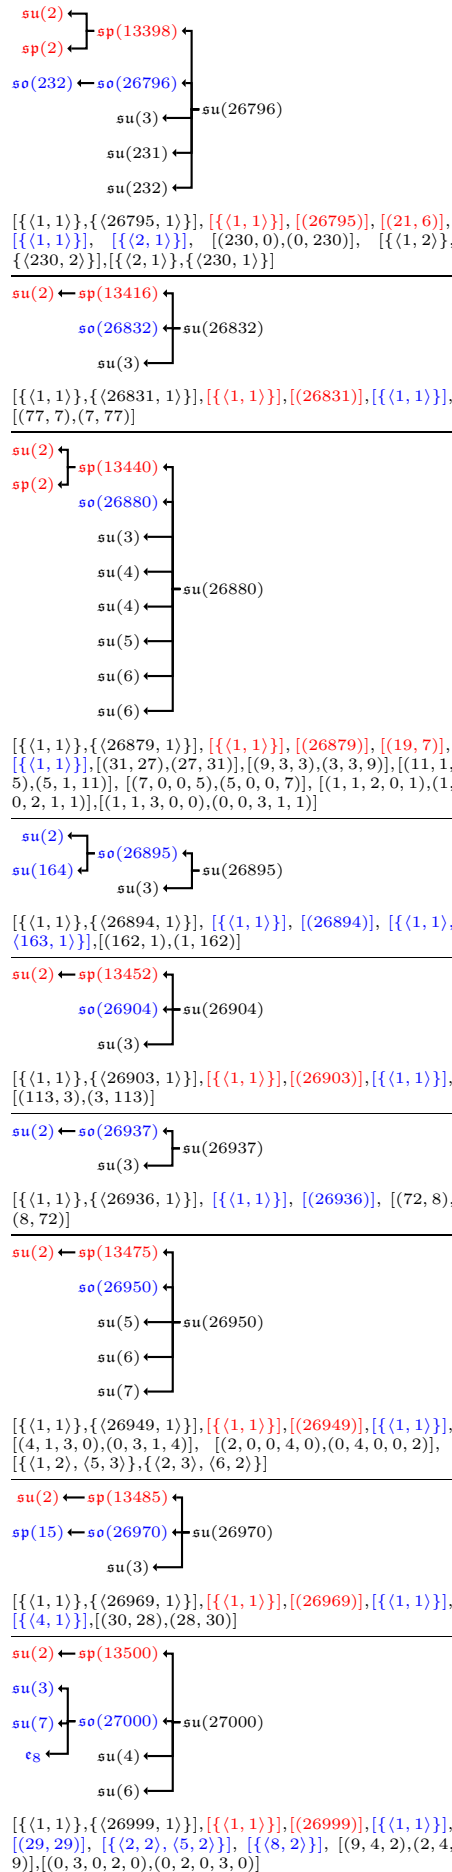 𝔰𝔲(2)
𝔰𝔭(13398)
𝔰𝔭(2)
𝔰𝔬(232) 𝔰𝔬(26796)
𝔰𝔲(26796)
𝔰𝔲(3)
𝔰𝔲(231)
𝔰𝔲(232)
[{⟨1, 1⟩},{⟨26795, 1⟩}], [{⟨1, 1⟩}], [(26795)], [(21, 6)],
[{⟨1, 1⟩}], [{⟨2, 1⟩}], [(230, 0),(0, 230)], [{⟨1, 2⟩},
{⟨230, 2⟩}],[{⟨2, 1⟩},{⟨230, 1⟩}]
𝔰𝔲(2) 𝔰𝔭(13416)
𝔰𝔬(26832) 𝔰𝔲(26832)
𝔰𝔲(3)
[{⟨1, 1⟩},{⟨26831, 1⟩}],[{⟨1, 1⟩}],[(26831)],[{⟨1, 1⟩}],
[(77, 7),(7, 77)]
𝔰𝔲(2)
𝔰𝔭(13440)
𝔰𝔭(2)
𝔰𝔬(26880)
𝔰𝔲(3)
𝔰𝔲(4)
𝔰𝔲(26880)
𝔰𝔲(4)
𝔰𝔲(5)
𝔰𝔲(6)
𝔰𝔲(6)
[{⟨1, 1⟩},{⟨26879, 1⟩}], [{⟨1, 1⟩}], [(26879)], [(19, 7)],
[{⟨1, 1⟩}],[(31, 27),(27, 31)],[(9, 3, 3),(3, 3, 9)],[(11, 1,
5),(5, 1, 11)], [(7, 0, 0, 5),(5, 0, 0, 7)], [(1, 1, 2, 0, 1),(1,
0, 2, 1, 1)],[(1, 1, 3, 0, 0),(0, 0, 3, 1, 1)]
𝔰𝔲(2)
𝔰𝔬(26895)
𝔰𝔲(164) 𝔰𝔲(26895)
𝔰𝔲(3)
[{⟨1, 1⟩},{⟨26894, 1⟩}], [{⟨1, 1⟩}], [(26894)], [{⟨1, 1⟩,
⟨163, 1⟩}],[(162, 1),(1, 162)]
𝔰𝔲(2) 𝔰𝔭(13452)
𝔰𝔬(26904) 𝔰𝔲(26904)
𝔰𝔲(3)
[{⟨1, 1⟩},{⟨26903, 1⟩}],[{⟨1, 1⟩}],[(26903)],[{⟨1, 1⟩}],
[(113, 3),(3, 113)]
𝔰𝔲(2) 𝔰𝔬(26937)
𝔰𝔲(26937)
𝔰𝔲(3)
[{⟨1, 1⟩},{⟨26936, 1⟩}], [{⟨1, 1⟩}], [(26936)], [(72, 8),
(8, 72)]
𝔰𝔲(2) 𝔰𝔭(13475)
𝔰𝔬(26950)
𝔰𝔲(5) 𝔰𝔲(26950)
𝔰𝔲(6)
𝔰𝔲(7)
[{⟨1, 1⟩},{⟨26949, 1⟩}],[{⟨1, 1⟩}],[(26949)],[{⟨1, 1⟩}],
[(4, 1, 3, 0),(0, 3, 1, 4)], [(2, 0, 0, 4, 0),(0, 4, 0, 0, 2)],
[{⟨1, 2⟩, ⟨5, 3⟩},{⟨2, 3⟩, ⟨6, 2⟩}]
𝔰𝔲(2) 𝔰𝔭(13485)
𝔰𝔭(15) 𝔰𝔬(26970) 𝔰𝔲(26970)
𝔰𝔲(3)
[{⟨1, 1⟩},{⟨26969, 1⟩}],[{⟨1, 1⟩}],[(26969)],[{⟨1, 1⟩}],
[{⟨4, 1⟩}],[(30, 28),(28, 30)]
𝔰𝔲(2) 𝔰𝔭(13500)
𝔰𝔲(3)
𝔰𝔲(7) 𝔰𝔬(27000) 𝔰𝔲(27000)
𝔢₈ 𝔰𝔲(4)
𝔰𝔲(6)
[{⟨1, 1⟩},{⟨26999, 1⟩}],[{⟨1, 1⟩}],[(26999)],[{⟨1, 1⟩}],
[(29, 29)], [{⟨2, 2⟩, ⟨5, 2⟩}], [{⟨8, 2⟩}], [(9, 4, 2),(2, 4,
9)],[(0, 3, 0, 2, 0),(0, 2, 0, 3, 0)]